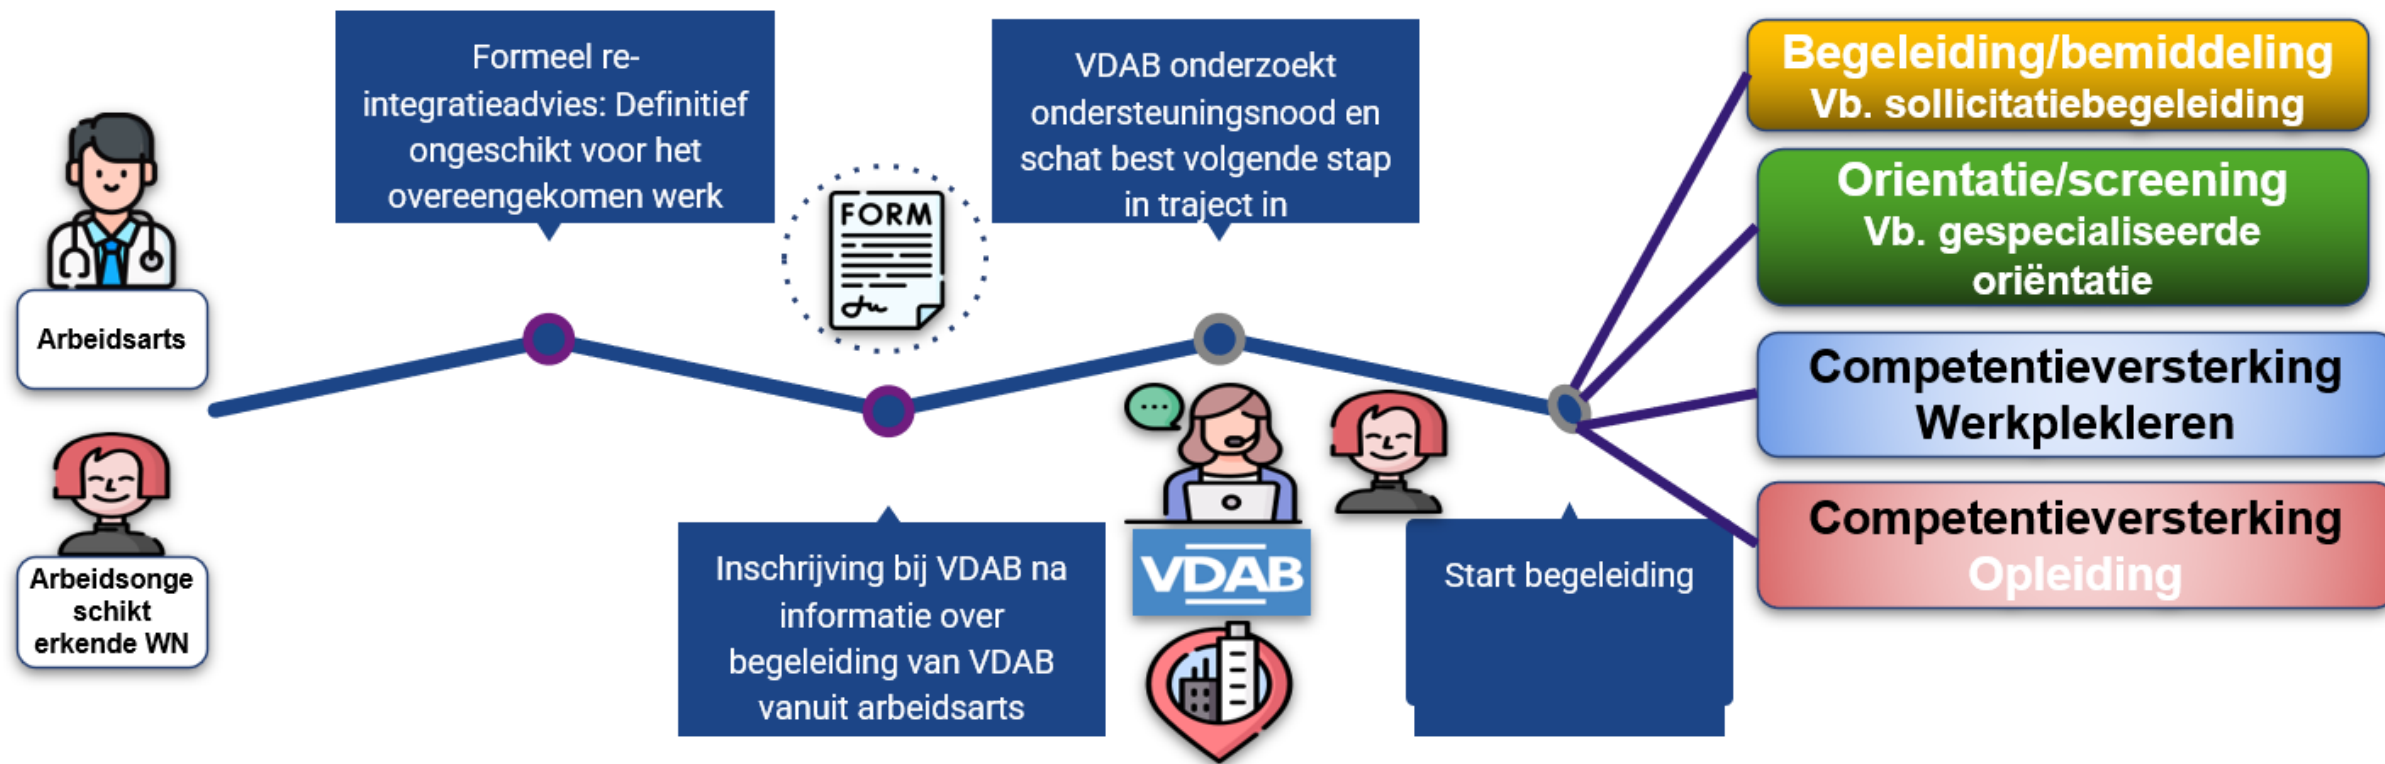 Arbeidsarts
Arbeidsonge
schikt
erkende WN
Formeel re-
integratieadvies: Definitief
ongeschikt voor het
overeengekomen werk
FORM
Inschrijving bij VDAB na
informatie over
begeleiding van VDAB
vanuit arbeidsarts
VDAB onderzoekt
ondersteuningsnood en
schat best volgende stap
in traject in
VDAB
Start begeleiding
Begeleiding/bemiddeling
Vb. sollicitatiebegeleiding
Orientatie/screening
Vb. gespecialiseerde
oriëntatie
Competentieversterking
Werkplekleren
Competentieversterking
Opleiding